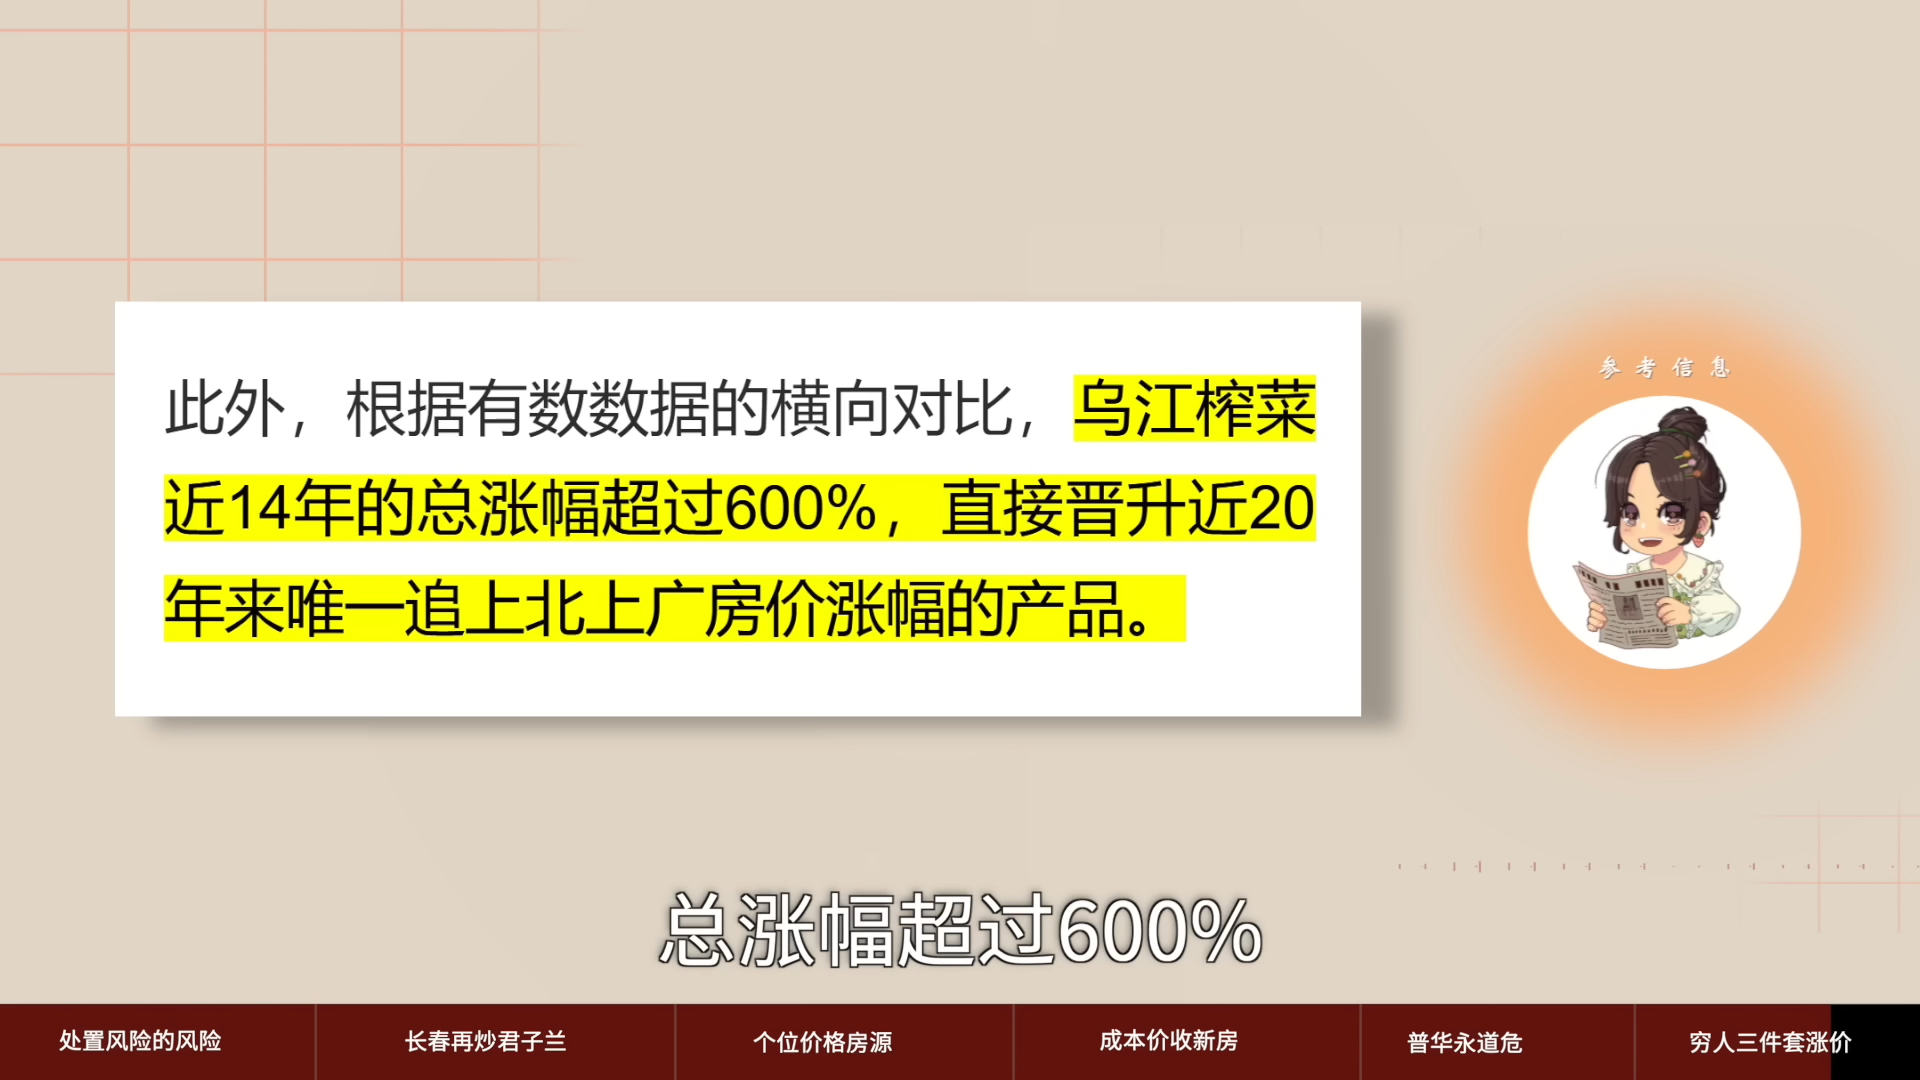 此外，根据有数数据的横向对比，乌江榨菜
近14年的总涨幅超过600%，直接晋升近20
年来唯一追上北上广房价涨幅的产品。
参考信息
总涨幅超过600%
处置风险的风险
长春再炒君子兰
个位价格房源
成本价收新房
普华永道危
穷人三件套涨价